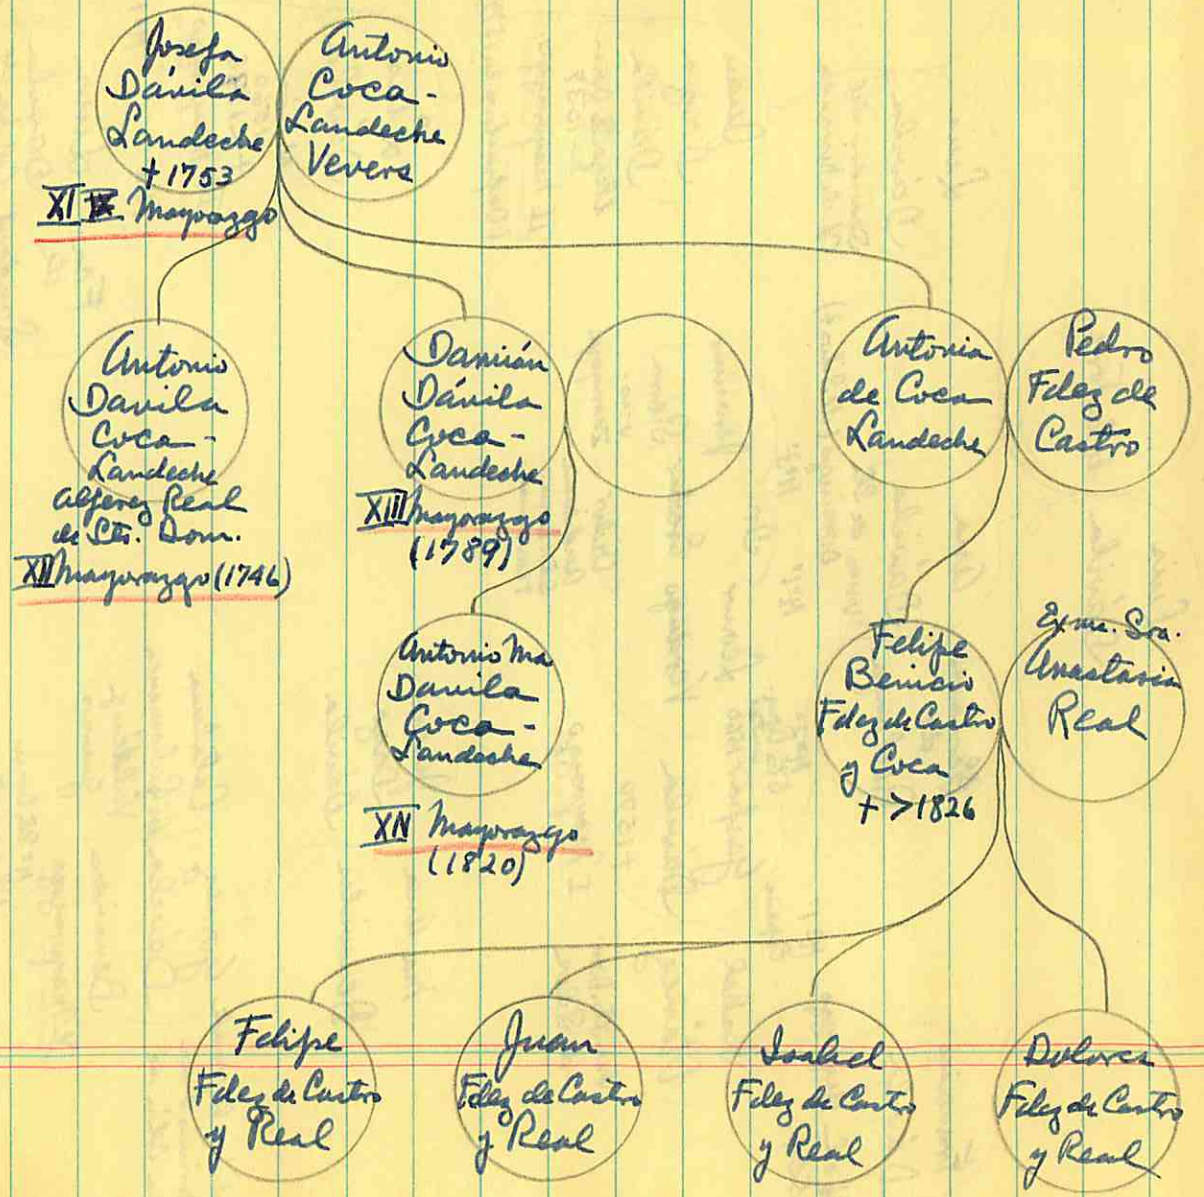 Josefa
Dávila
Landeche
+1753
XI Mayorazgo
Antonio
Coca-
Landeche
Vevers
Antonio
Davila
Coca-
Landeche
Alferez Real
de Sto. Dom.
XII Mayorazgo (1746)
Damián
Dávila
Coca-
Landeche
XIII Mayorazgo
(1789)
Antonia
de Coca
Landeche
Pedro
Fdez de
Castro
Antonio Ma
Davila
Coca-
Landeche
XIV Mayorazgo
(1820)
Felipe
Benicio
Fdez de Castro
y Coca
+ >1826
Exma. Sra.
Anastasia
Real
Felipe
Fdez de Castro
y Real
Juan
Fdez de Castro
y Real
Isabel
Fdez de Castro
y Real
Dolores
Fdez de Castro
y Real